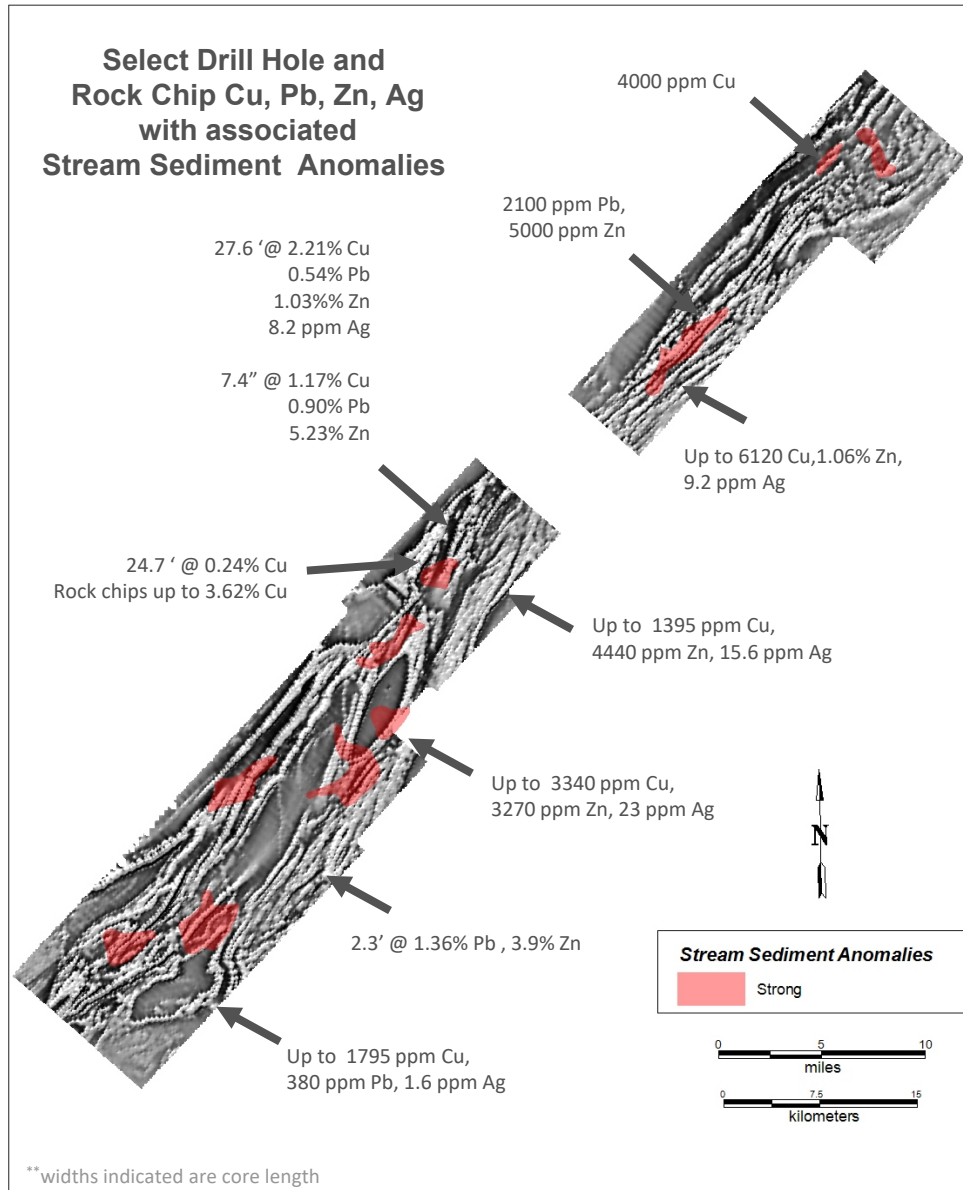 Select Drill Hole and
Rock Chip Cu, Pb, Zn, Ag
with associated
Stream Sediment Anomalies
4000 ppm Cu
2100 ppm Pb,
5000 ppm Zn
27.6 ‘@ 2.21% Cu
0.54% Pb
1.03%% Zn
8.2 ppm Ag
7.4” @ 1.17% Cu
0.90% Pb
5.23% Zn
Up to 6120 Cu,1.06% Zn,
9.2 ppm Ag
24.7 ‘ @ 0.24% Cu
Rock chips up to 3.62% Cu
Up to 1395 ppm Cu,
4440 ppm Zn, 15.6 ppm Ag
Up to 3340 ppm Cu,
3270 ppm Zn, 23 ppm Ag
N
2.3’ @ 1.36% Pb , 3.9% Zn
Stream Sediment Anomalies
Strong
0 5 10
miles
0 7.5 15
kilometers
Up to 1795 ppm Cu,
380 ppm Pb, 1.6 ppm Ag
**widths indicated are core length